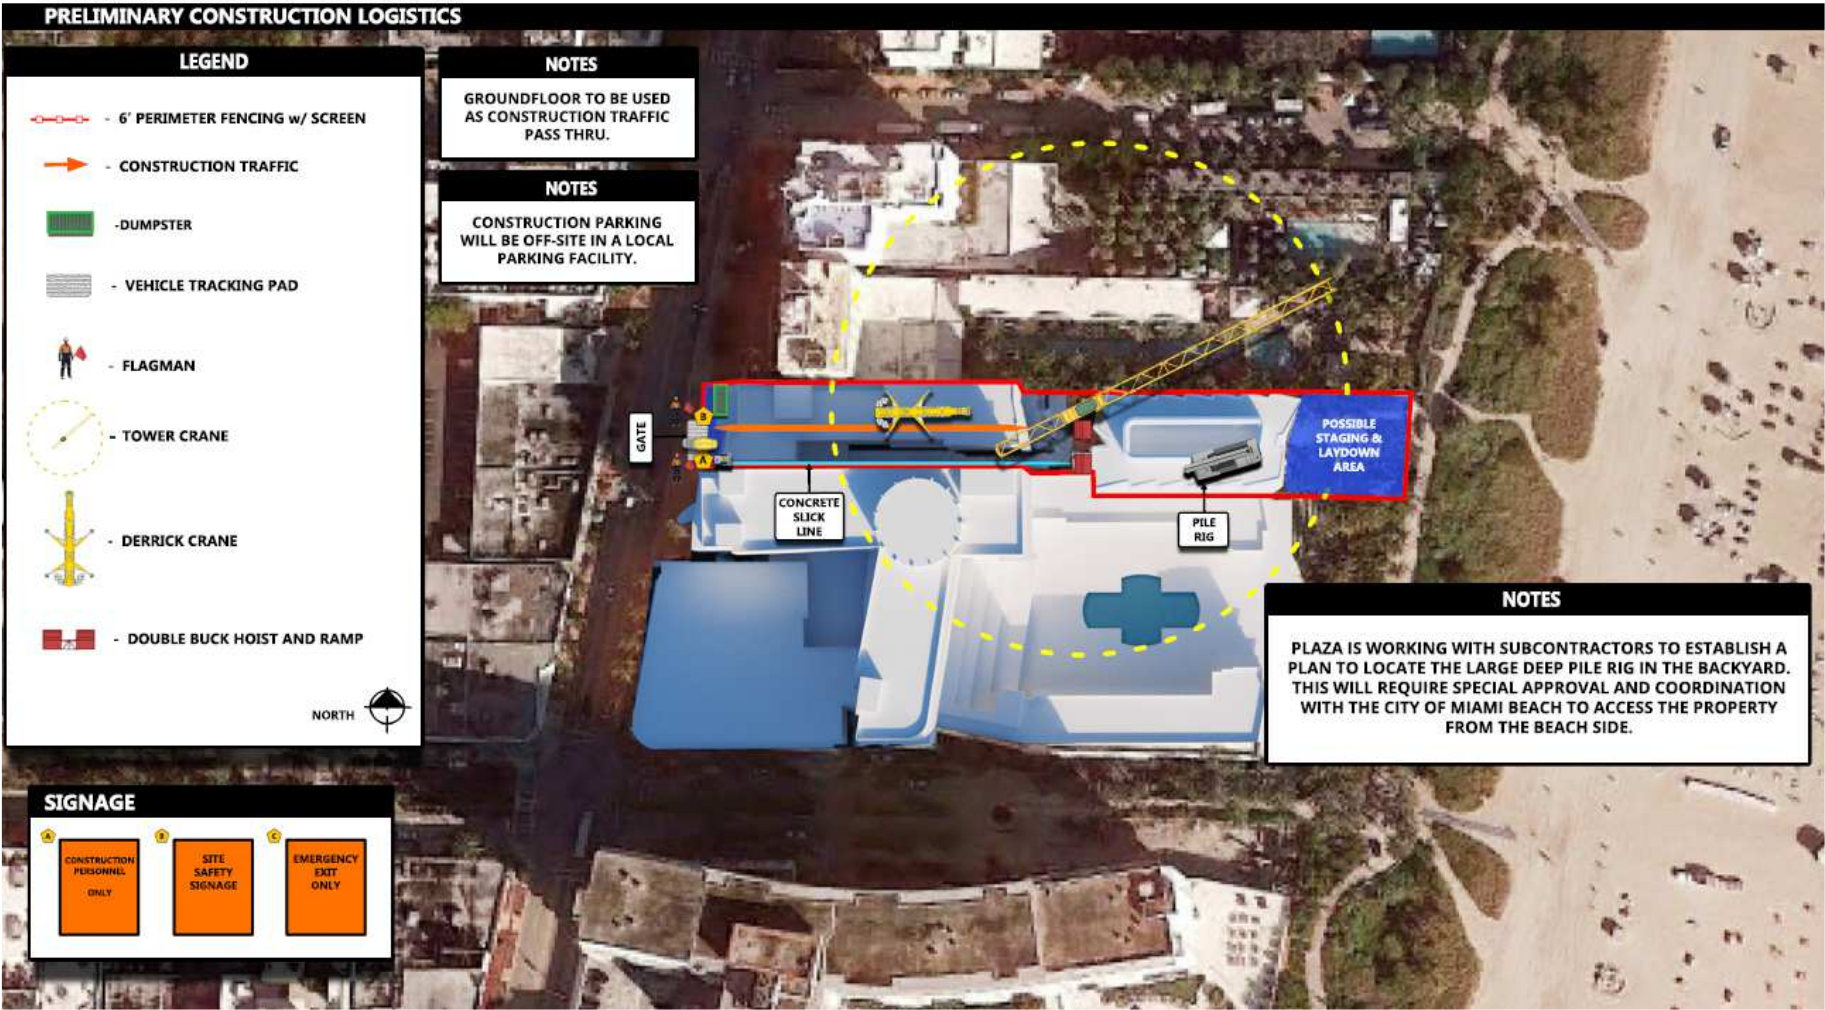 PRELIMINARY CONSTRUCTION LOGISTICS
LEGEND
- 6' PERIMETER FENCING w/ SCREEN
- CONSTRUCTION TRAFFIC
-DUMPSTER
- VEHICLE TRACKING PAD
- FLAGMAN
- TOWER CRANE
- DERRICK CRANE
- DOUBLE BUCK HOIST AND RAMP
NORTH
NOTES
GROUNDFLOOR TO BE USED
AS CONSTRUCTION TRAFFIC
PASS THRU.
NOTES
CONSTRUCTION PARKING
WILL BE OFF-SITE IN A LOCAL
PARKING FACILITY.
GATE
B
A
CONCRETE
SLICK
LINE
PILE
RIG
POSSIBLE
STAGING &
LAYDOWN
AREA
NOTES
PLAZA IS WORKING WITH SUBCONTRACTORS TO ESTABLISH A
PLAN TO LOCATE THE LARGE DEEP PILE RIG IN THE BACKYARD.
THIS WILL REQUIRE SPECIAL APPROVAL AND COORDINATION
WITH THE CITY OF MIAMI BEACH TO ACCESS THE PROPERTY
FROM THE BEACH SIDE.
SIGNAGE
A
CONSTRUCTION
PERSONNEL
ONLY
B
SITE
SAFETY
SIGNAGE
C
EMERGENCY
EXIT
ONLY